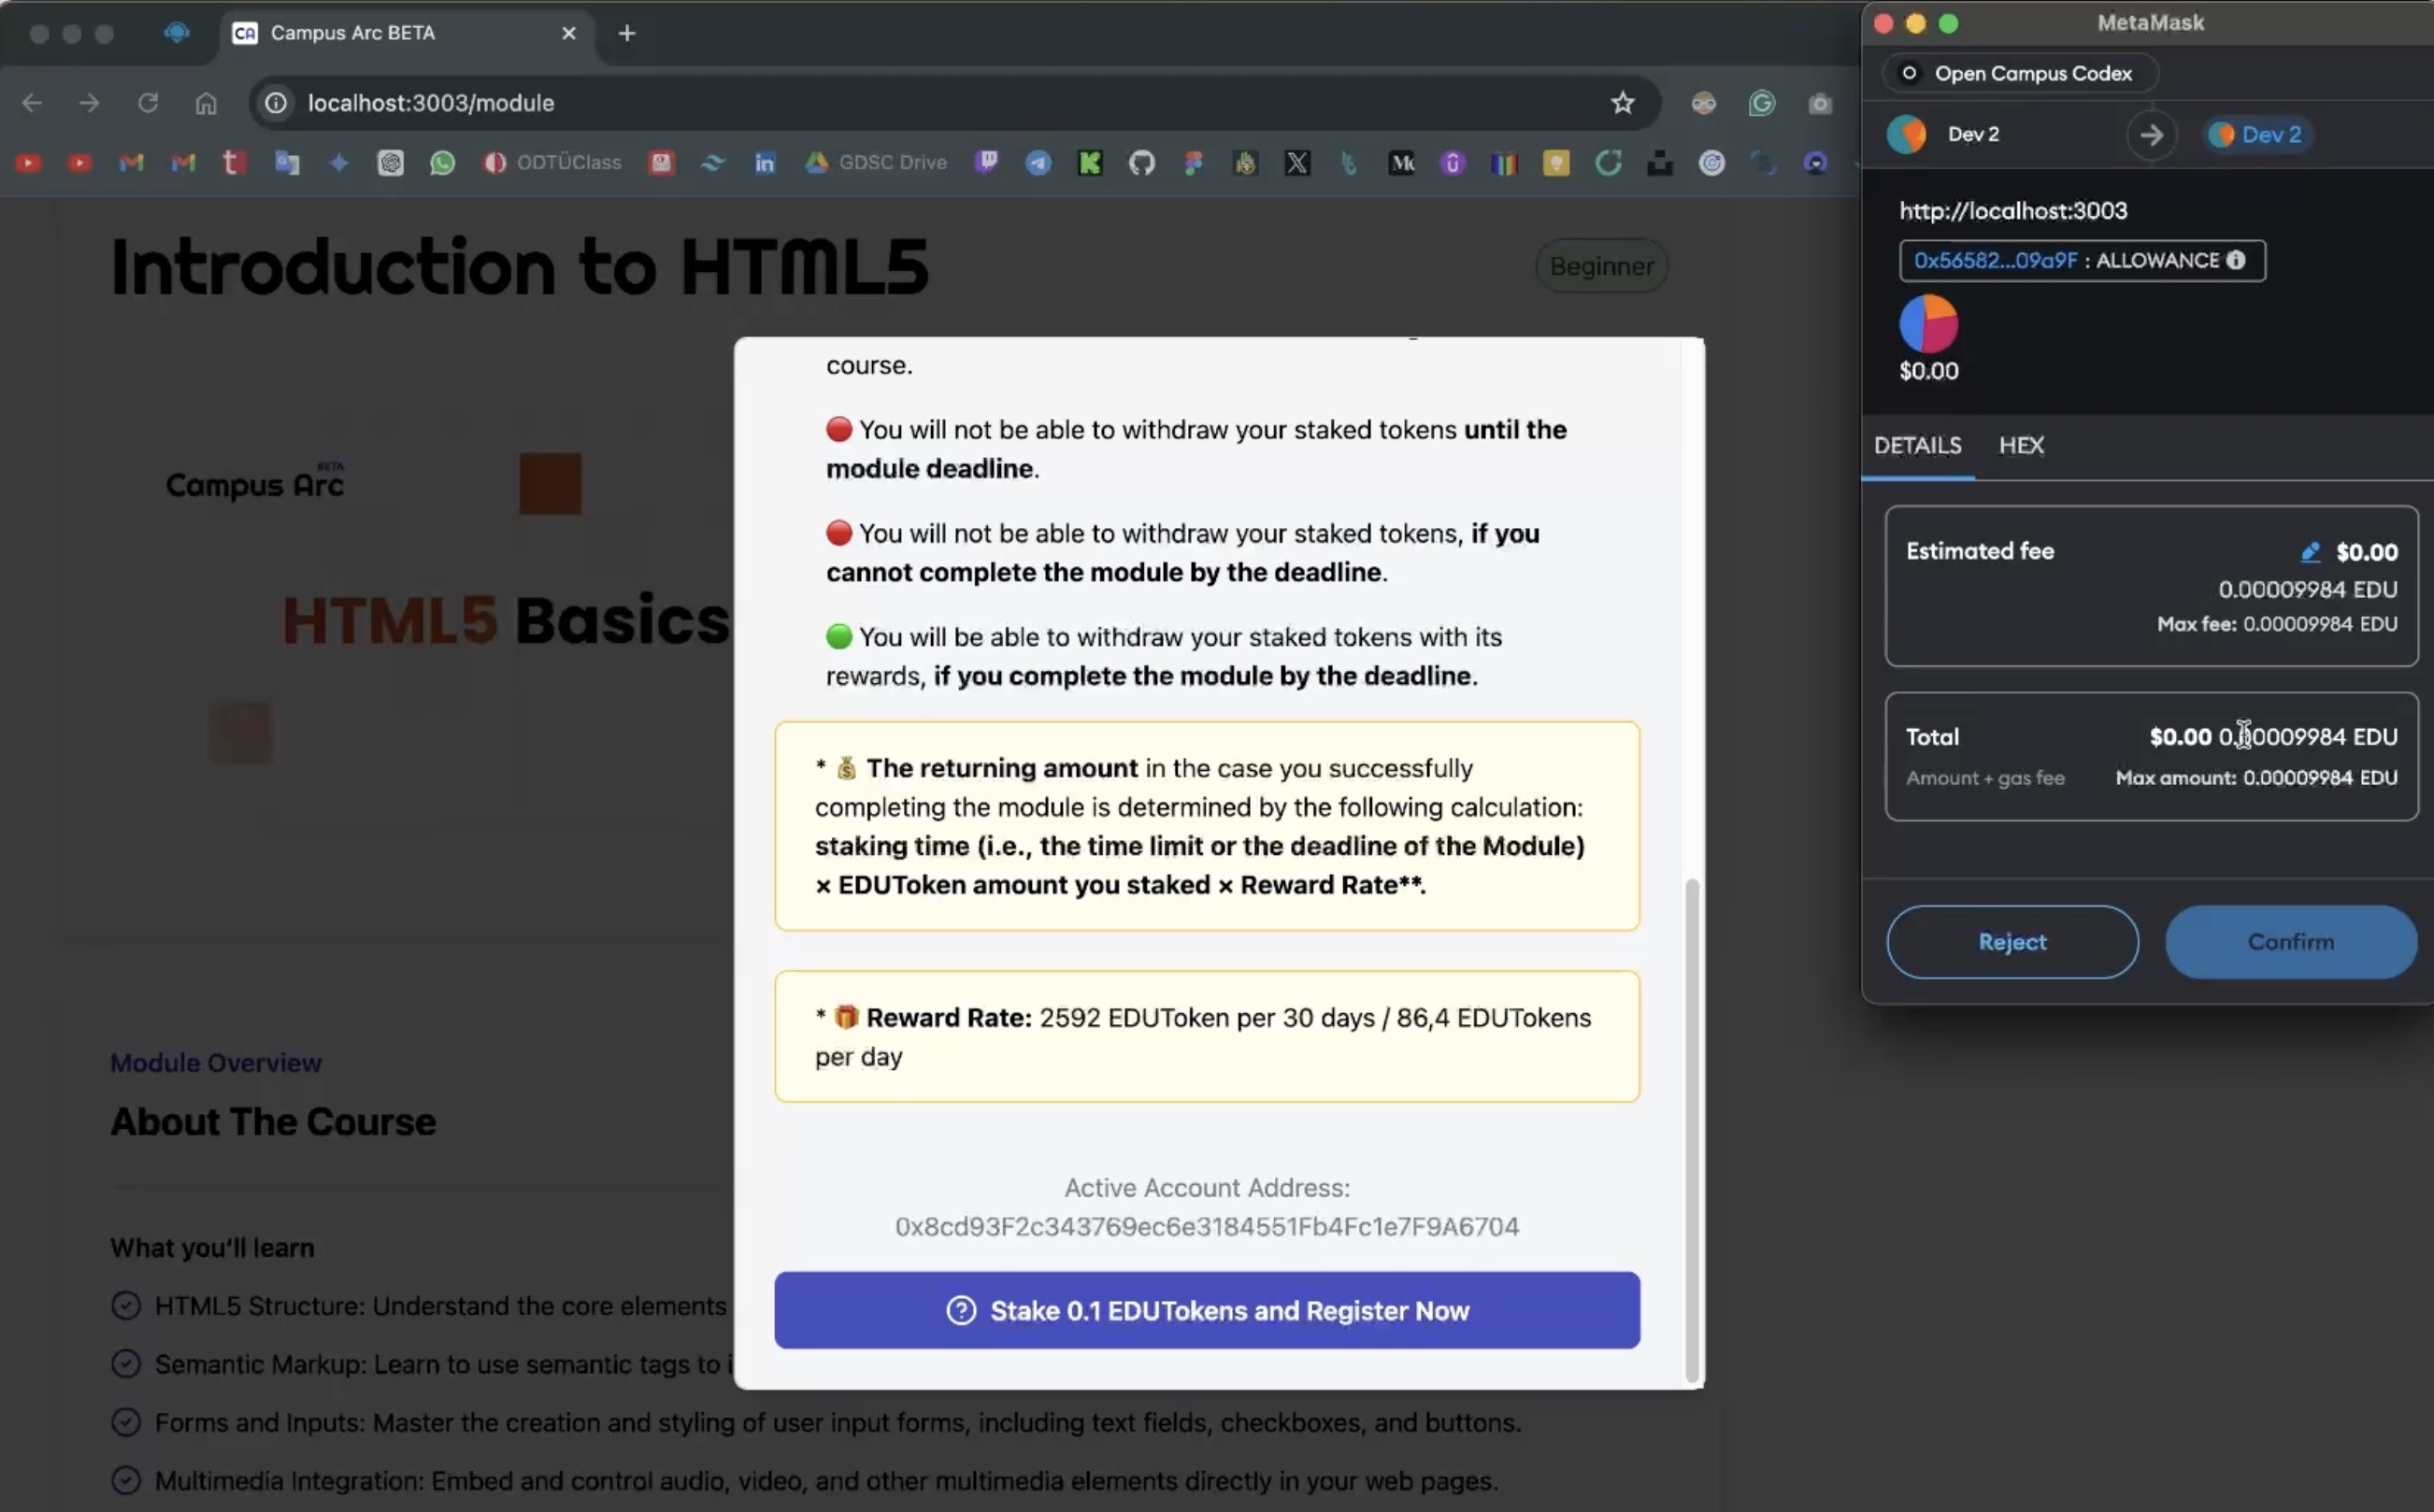 Campus Arc BETA
localhost:3003/module
ODTÜClass
GDSC Drive
Introduction to HTML5
Beginner
Campus Arc BETA
HTML5 Basics
course.
🔴 You will not be able to withdraw your staked tokens until the
module deadline.
🔴 You will not be able to withdraw your staked tokens, if you
cannot complete the module by the deadline.
🟢 You will be able to withdraw your staked tokens with its
rewards, if you complete the module by the deadline.
* 💰 The returning amount in the case you successfully
completing the module is determined by the following calculation:
staking time (i.e., the time limit or the deadline of the Module)
× EDUToken amount you staked × Reward Rate**.
* 🎁 Reward Rate: 2592 EDUToken per 30 days / 86,4 EDUTokens
per day
Active Account Address:
0x8cd93F2c343769ec6e3184551Fb4Fc1e7F9A6704
Stake 0.1 EDUTokens and Register Now
Module Overview
About The Course
What you'll learn
HTML5 Structure: Understand the core elements
Semantic Markup: Learn to use semantic tags to i
Forms and Inputs: Master the creation and styling of user input forms, including text fields, checkboxes, and buttons.
Multimedia Integration: Embed and control audio, video, and other multimedia elements directly in your web pages.
MetaMask
Open Campus Codex
Dev 2
Dev 2
http://localhost:3003
0x56582...09a9F : ALLOWANCE
$0.00
DETAILS HEX
Estimated fee $0.00
0.00009984 EDU
Max fee: 0.00009984 EDU
Total $0.00 0.00009984 EDU
Amount + gas fee Max amount: 0.00009984 EDU
Reject Confirm